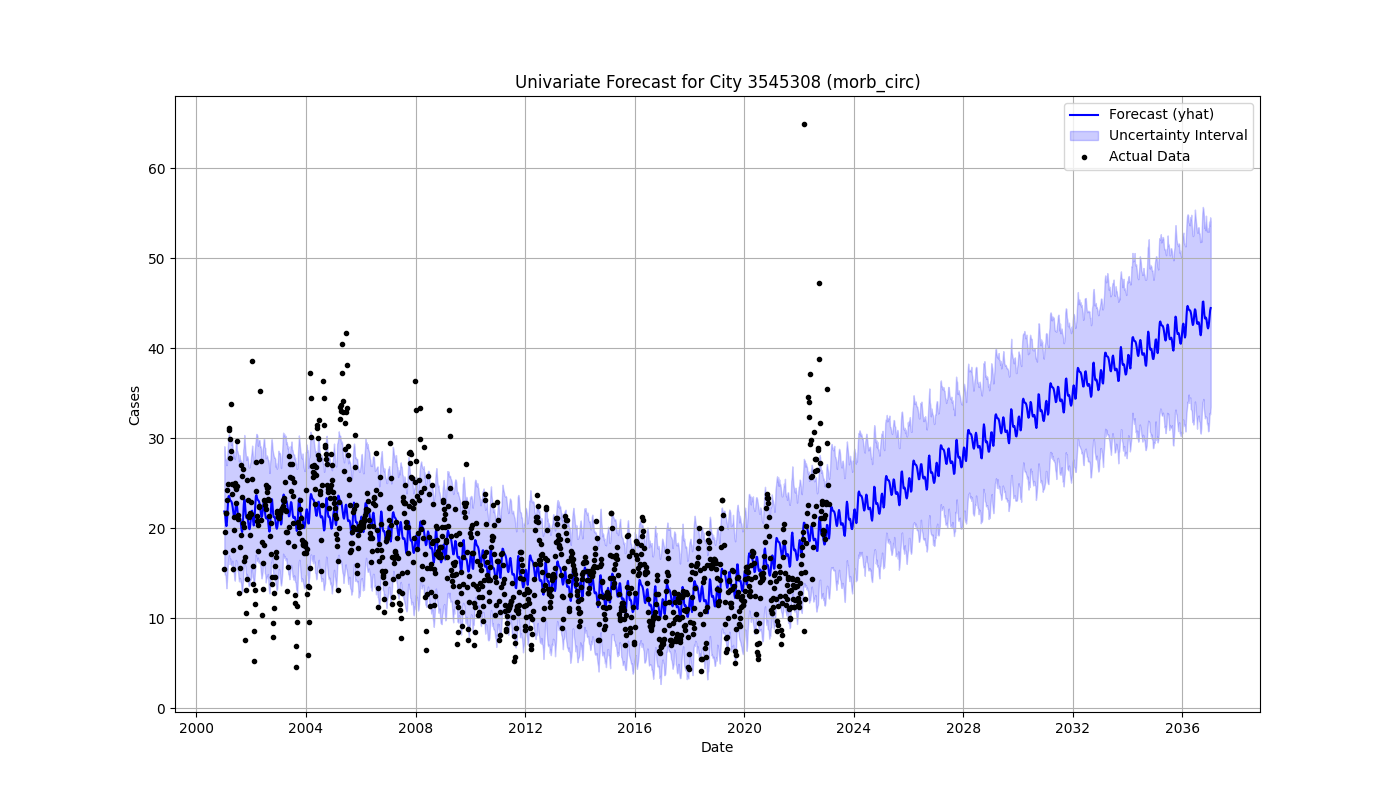 Univariate Forecast for City 3545308 (morb_circ)
Forecast (yhat)
Uncertainty Interval
Actual Data
Cases
60
50
40
30
20
10
0
2000 2004 2008 2012 2016 2020 2024 2028 2032 2036
Date